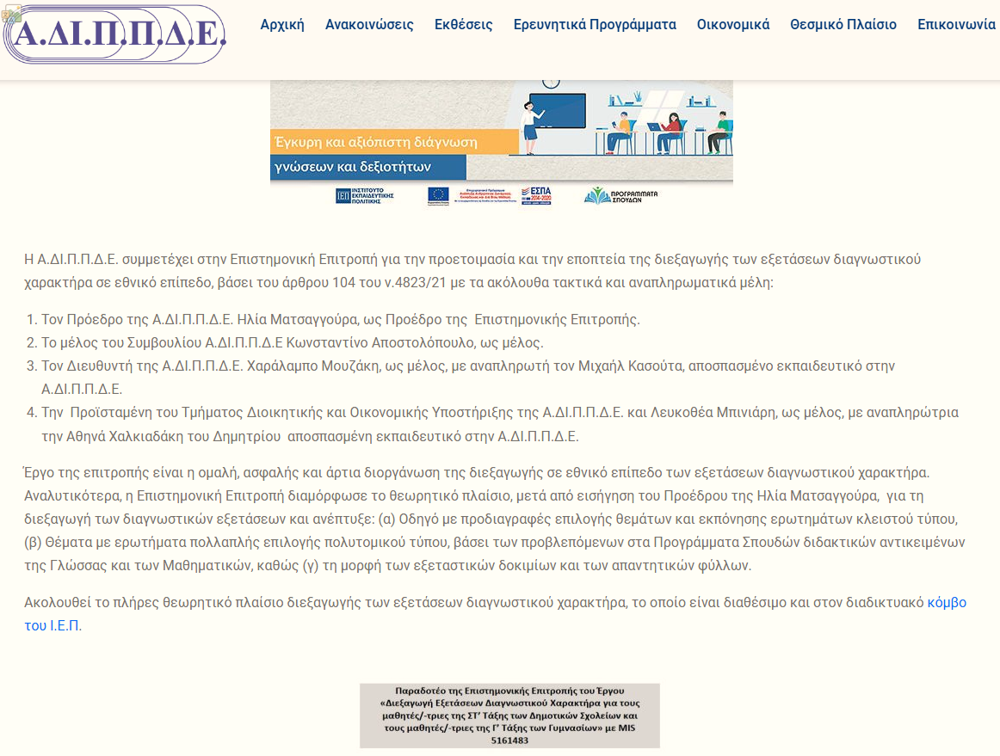 Α.ΔΙ.Π.Π.Δ.Ε.
Αρχική Ανακοινώσεις Εκθέσεις Ερευνητικά Προγράμματα Οικονομικά Θεσμικό Πλαίσιο Επικοινωνία
Έγκυρη και αξιόπιστη διάγνωση
γνώσεων και δεξιοτήτων
ΙΕΠ ΙΝΣΤΙΤΟΥΤΟ
ΕΚΠΑΙΔΕΥΤΙΚΗΣ
ΠΟΛΙΤΙΚΗΣ
ΕΣΠΑ
2014-2020
ΠΡΟΓΡΑΜΜΑΤΑ
ΣΠΟΥΔΩΝ
Η Α.ΔΙ.Π.Π.Δ.Ε. συμμετέχει στην Επιστημονική Επιτροπή για την προετοιμασία και την εποπτεία της διεξαγωγής των εξετάσεων διαγνωστικού
χαρακτήρα σε εθνικό επίπεδο, βάσει του άρθρου 104 του ν.4823/21 με τα ακόλουθα τακτικά και αναπληρωματικά μέλη:
1. Τον Πρόεδρο της Α.ΔΙ.Π.Π.Δ.Ε. Ηλία Ματσαγγούρα, ως Προέδρο της Επιστημονικής Επιτροπής.
2. Το μέλος του Συμβουλίου Α.ΔΙ.Π.Π.Δ.Ε Κωνσταντίνο Αποστολόπουλο, ως μέλος.
3. Τον Διευθυντή της Α.ΔΙ.Π.Π.Δ.Ε. Χαράλαμπο Μουζάκη, ως μέλος, με αναπληρωτή τον Μιχαήλ Κασούτα, αποσπασμένο εκπαιδευτικό στην
Α.ΔΙ.Π.Π.Δ.Ε.
4. Την Προϊσταμένη του Τμήματος Διοικητικής και Οικονομικής Υποστήριξης της Α.ΔΙ.Π.Π.Δ.Ε. και Λευκοθέα Μπινιάρη, ως μέλος, με αναπληρώτρια
την Αθηνά Χαλκιαδάκη του Δημητρίου αποσπασμένη εκπαιδευτικό στην Α.ΔΙ.Π.Π.Δ.Ε.
Έργο της επιτροπής είναι η ομαλή, ασφαλής και άρτια διοργάνωση της διεξαγωγής σε εθνικό επίπεδο των εξετάσεων διαγνωστικού χαρακτήρα.
Αναλυτικότερα, η Επιστημονική Επιτροπή διαμόρφωσε το θεωρητικό πλαίσιο, μετά από εισήγηση του Προέδρου της Ηλία Ματσαγγούρα, για τη
διεξαγωγή των διαγνωστικών εξετάσεων και ανέπτυξε: (α) Οδηγό με προδιαγραφές επιλογής θεμάτων και εκπόνησης ερωτημάτων κλειστού τύπου,
(β) Θέματα με ερωτήματα πολλαπλής επιλογής πολυτομικού τύπου, βάσει των προβλεπόμενων στα Προγράμματα Σπουδών διδακτικών αντικειμένων
της Γλώσσας και των Μαθηματικών, καθώς (γ) τη μορφή των εξεταστικών δοκιμίων και των απαντητικών φύλλων.
Ακολουθεί το πλήρες θεωρητικό πλαίσιο διεξαγωγής των εξετάσεων διαγνωστικού χαρακτήρα, το οποίο είναι διαθέσιμο και στον διαδικτυακό κόμβο
του Ι.Ε.Π.
Παραδοτέο της Επιστημονικής Επιτροπής του Έργου
«Διεξαγωγή Εξετάσεων Διαγνωστικού Χαρακτήρα για τους
μαθητές/-τριες της ΣΤ’ Τάξης των Δημοτικών Σχολείων και
τους μαθητές/-τριες της Γ’ Τάξης των Γυμνασίων» με MIS
5161483